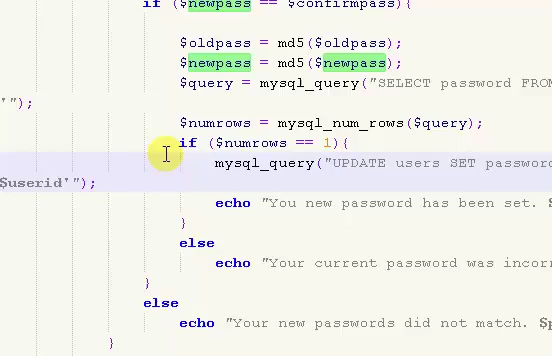 if ($newpass == $confirmpass){
$oldpass = md5($oldpass);
$newpass = md5($newpass);
$query = mysql_query("SELECT password FROM
'");
$numrows = mysql_num_rows($query);
if ($numrows == 1){
mysql_query("UPDATE users SET password
$userid'");
echo "You new password has been set. $
}
else
echo "Your current password was incorr
}
else
echo "Your new passwords did not match. $p
}